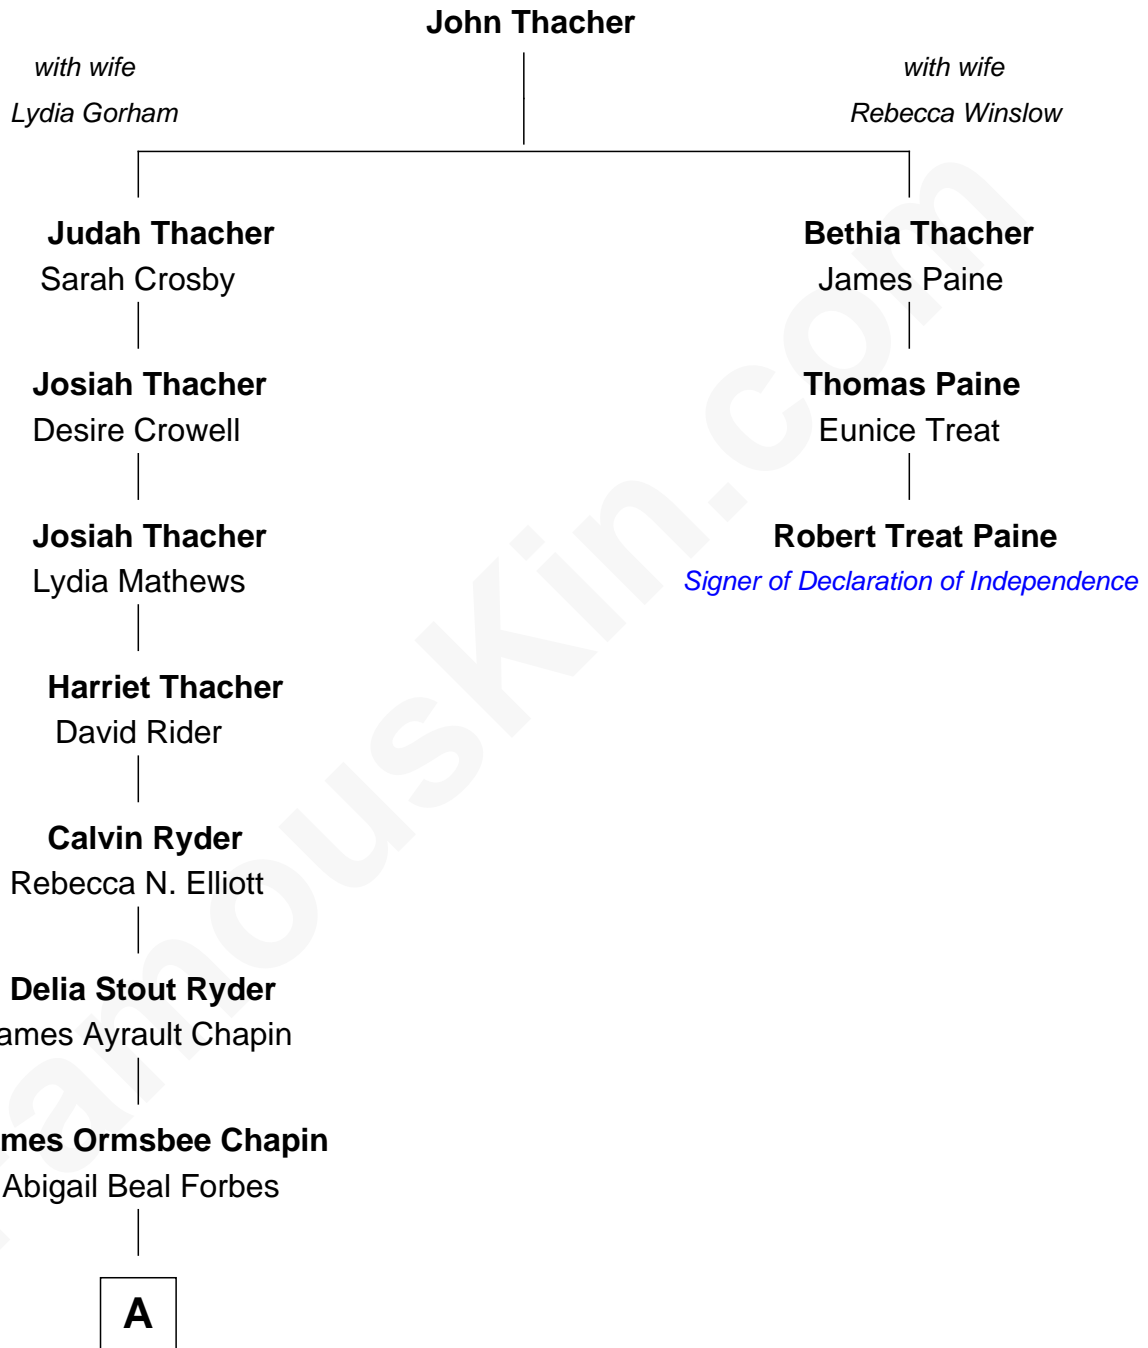 John Thacher
with wife
Lydia Gorham
with wife
Rebecca Winslow
Judah Thacher
Sarah Crosby
Bethia Thacher
James Paine
Josiah Thacher
Desire Crowell
Thomas Paine
Eunice Treat
Josiah Thacher
Lydia Mathews
Robert Treat Paine
Signer of Declaration of Independence
Harriet Thacher
David Rider
Calvin Ryder
Rebecca N. Elliott
Delia Stout Ryder
ames Ayrault Chapin
mes Ormsbee Chapin
Abigail Beal Forbes
A
FamousKin.com